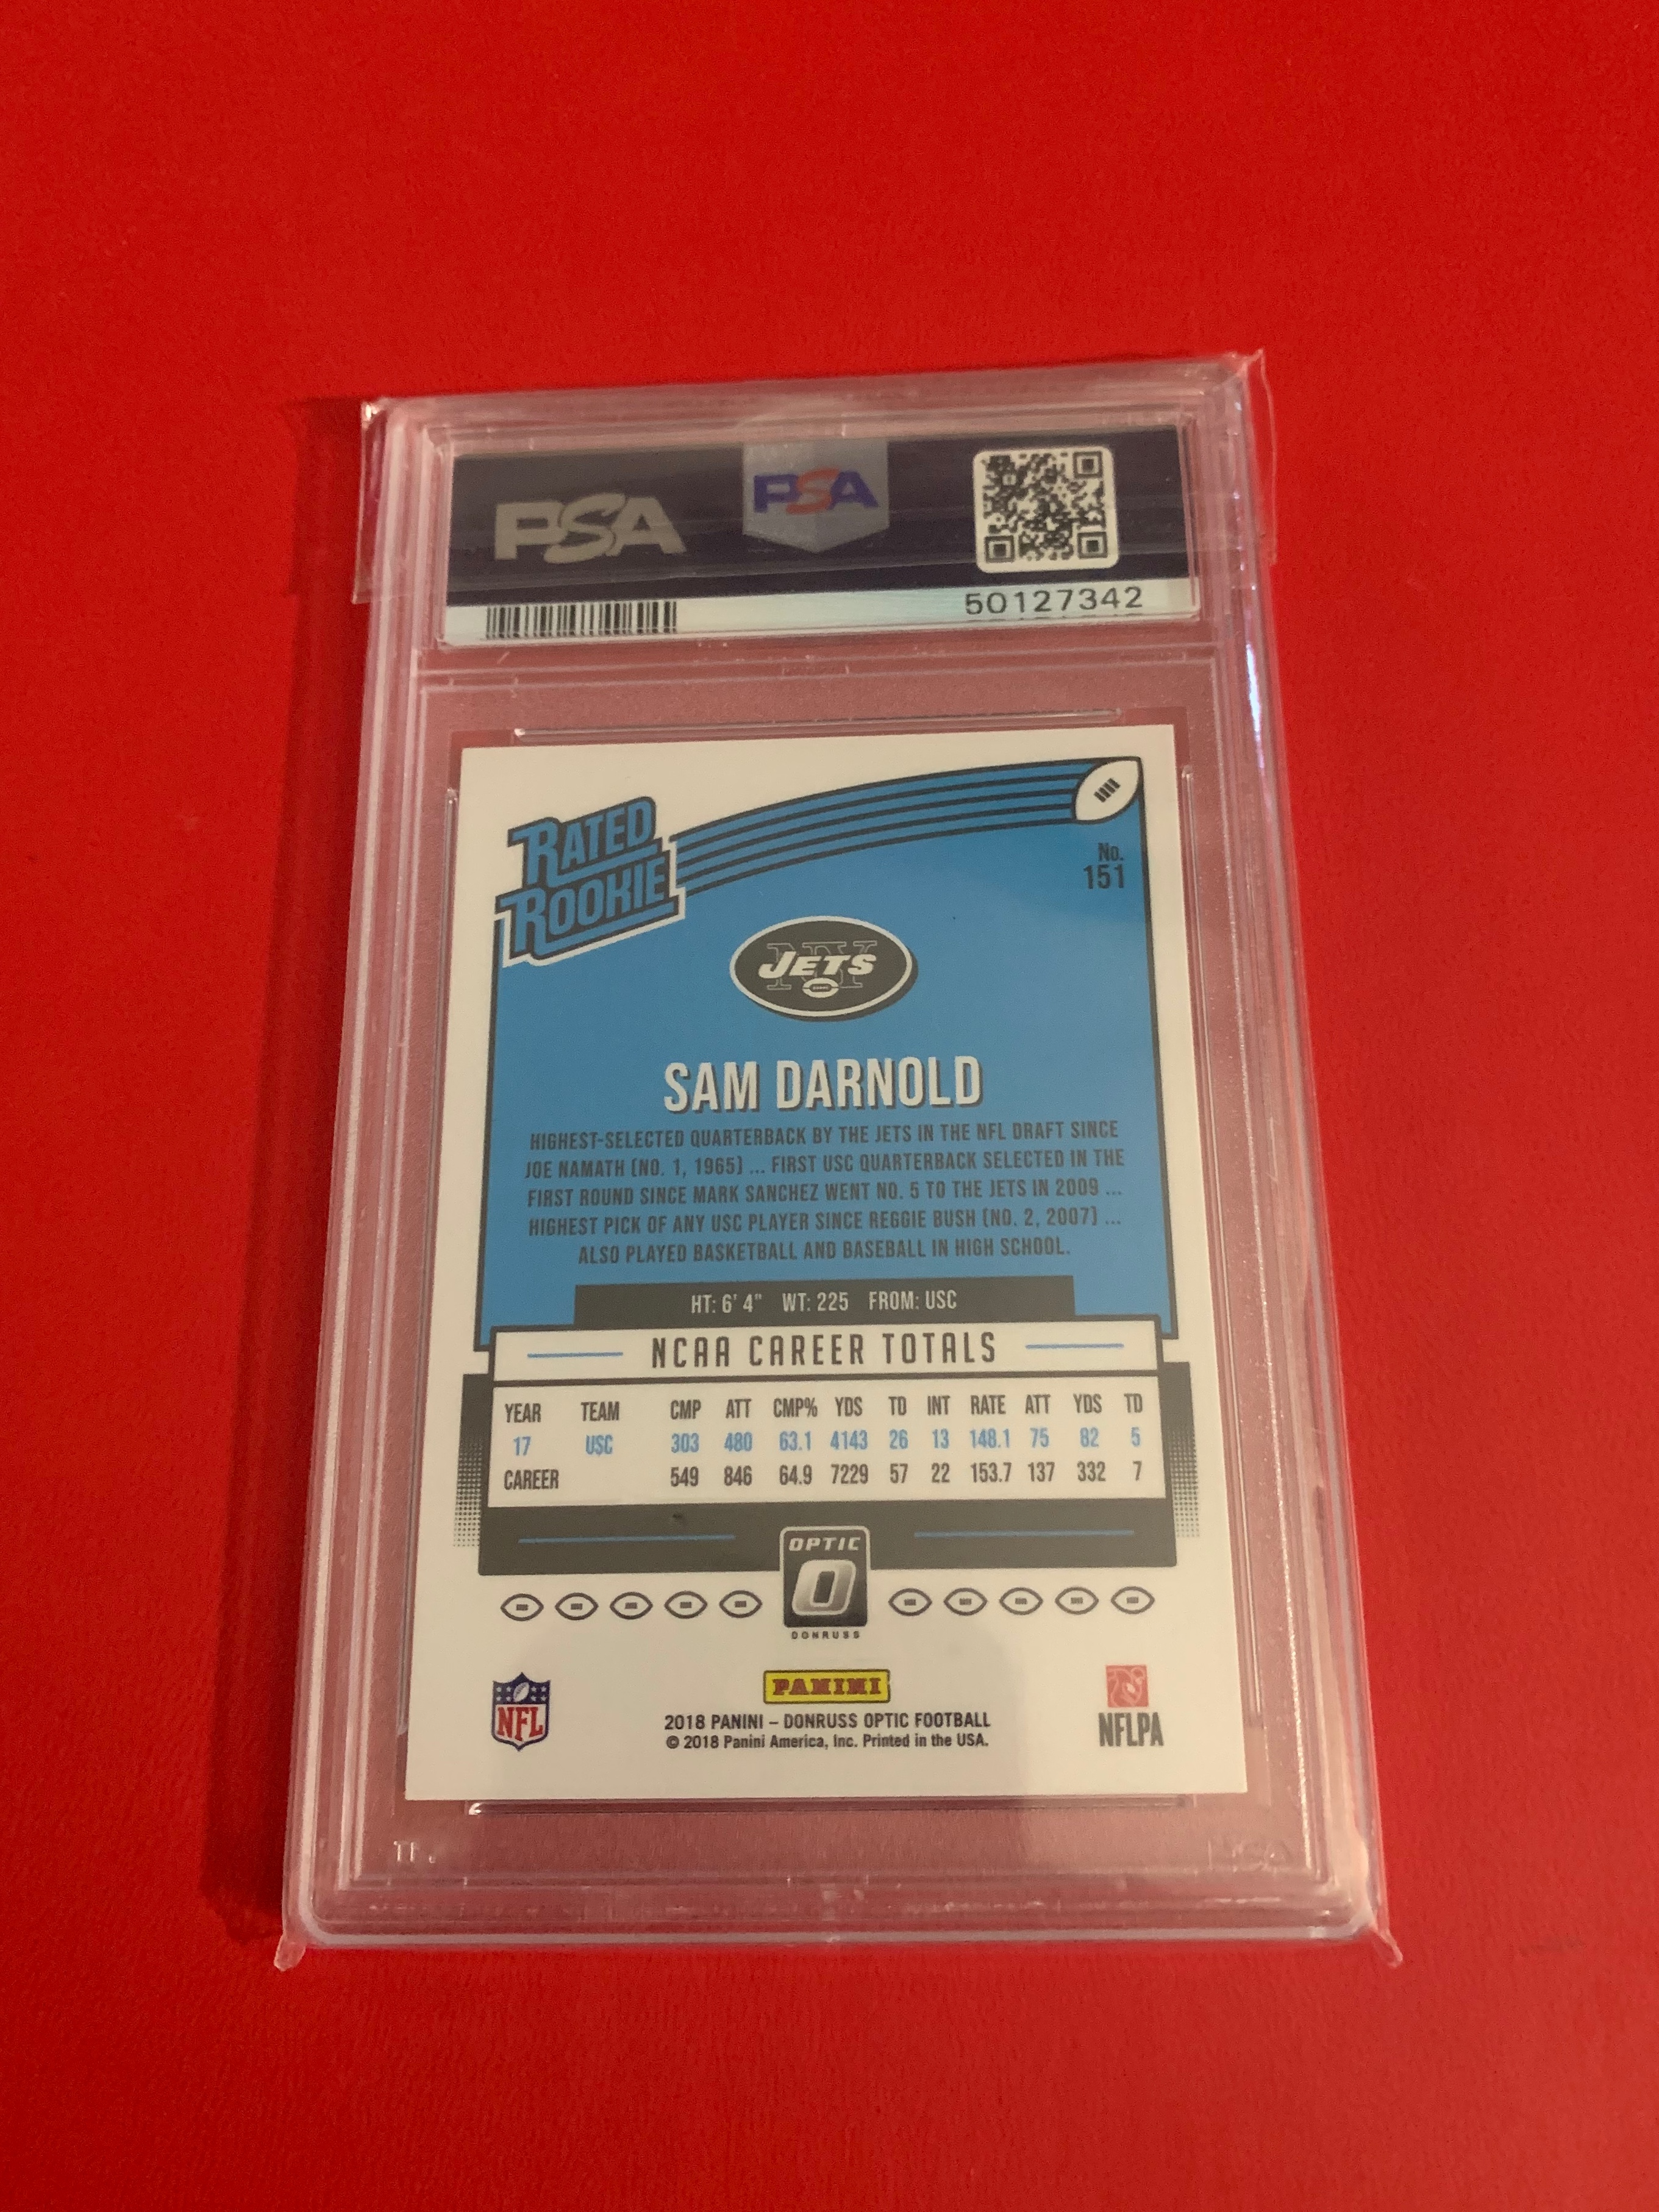 PSA
PSA
50127342
RATED
ROOKIE
No.
151
NY
JETS
SAM DARNOLD
HIGHEST-SELECTED QUARTERBACK BY THE JETS IN THE NFL DRAFT SINCE
JOE NAMATH (NO. 1, 1965) ... FIRST USC QUARTERBACK SELECTED IN THE
FIRST ROUND SINCE MARK SANCHEZ WENT NO. 5 TO THE JETS IN 2009 ...
HIGHEST PICK OF ANY USC PLAYER SINCE REGGIE BUSH (NO. 2, 2007) ...
ALSO PLAYED BASKETBALL AND BASEBALL IN HIGH SCHOOL.
HT: 6' 4" WT: 225 FROM: USC
NCAA CAREER TOTALS
YEAR TEAM CMP ATT CMP% YDS TD INT RATE ATT YDS TD
17 USC 303 480 63.1 4143 26 13 148.1 75 82 5
CAREER 549 846 64.9 7229 57 22 153.7 137 332 7
OPTIC
O
DONRUSS
NFL
PANINI
2018 PANINI – DONRUSS OPTIC FOOTBALL
© 2018 Panini America, Inc. Printed in the USA.
NFLPA